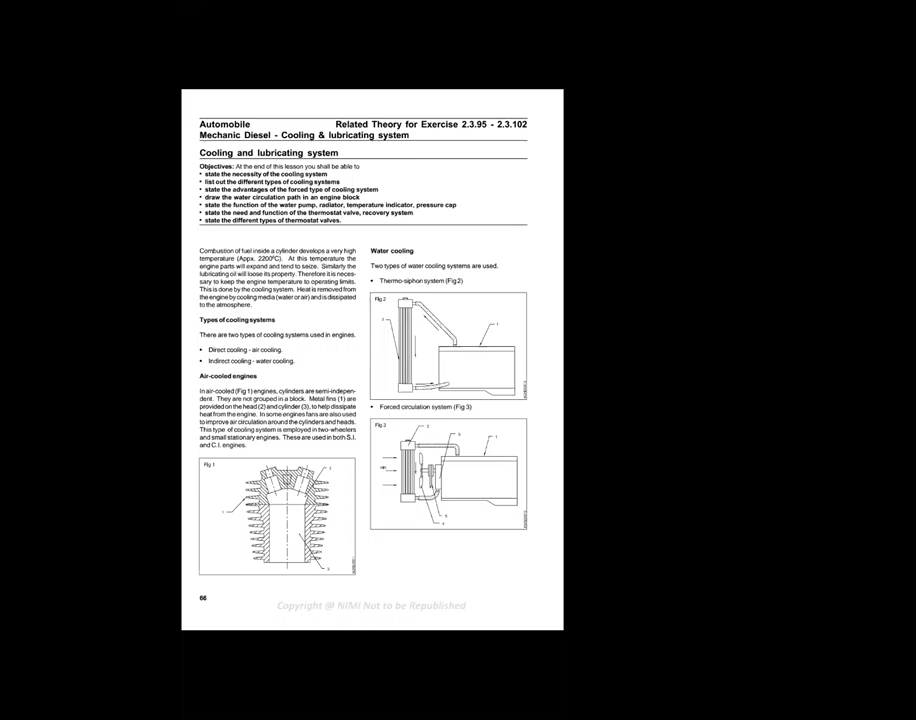 Automobile Related Theory for Exercise 2.3.95 - 2.3.102
Mechanic Diesel - Cooling & lubricating system
Cooling and lubricating system
Objectives: At the end of this lesson you shall be able to
• state the necessity of the cooling system
• list out the different types of cooling systems
• state the advantages of the forced type of cooling system
• draw the water circulation path in an engine block
• state the function of the water pump, radiator, temperature indicator, pressure cap
• state the need and function of the thermostat valve, recovery system
• state the different types of thermostat valves.
Combustion of fuel inside a cylinder develops a very high
temperature (Appx. 2200ºC). At this temperature the
engine parts will expand and tend to seize. Similarly the
lubricating oil will loose its property. Therefore it is neces-
sary to keep the engine temperature to operating limits.
This is done by the cooling system. Heat is removed from
the engine by cooling media (water or air) and is dissipated
to the atmosphere.
Types of cooling systems
There are two types of cooling systems used in engines.
• Direct cooling - air cooling.
• Indirect cooling - water cooling.
Air-cooled engines
In air-cooled (Fig 1) engines, cylinders are semi-indepen-
dent. They are not grouped in a block. Metal fins (1) are
provided on the head (2) and cylinder (3), to help dissipate
heat from the engine. In some engines fans are also used
to improve air circulation around the cylinders and heads.
This type of cooling system is employed in two-wheelers
and small stationary engines. These are used in both S.I.
and C.I. engines.
Fig 1
2
1
3
Water cooling
Two types of water cooling systems are used.
• Thermo-siphon system (Fig 2)
Fig 2
1
• Forced circulation system (Fig 3)
Fig 3
1
66
Copyright @ NIMI Not to be Republished